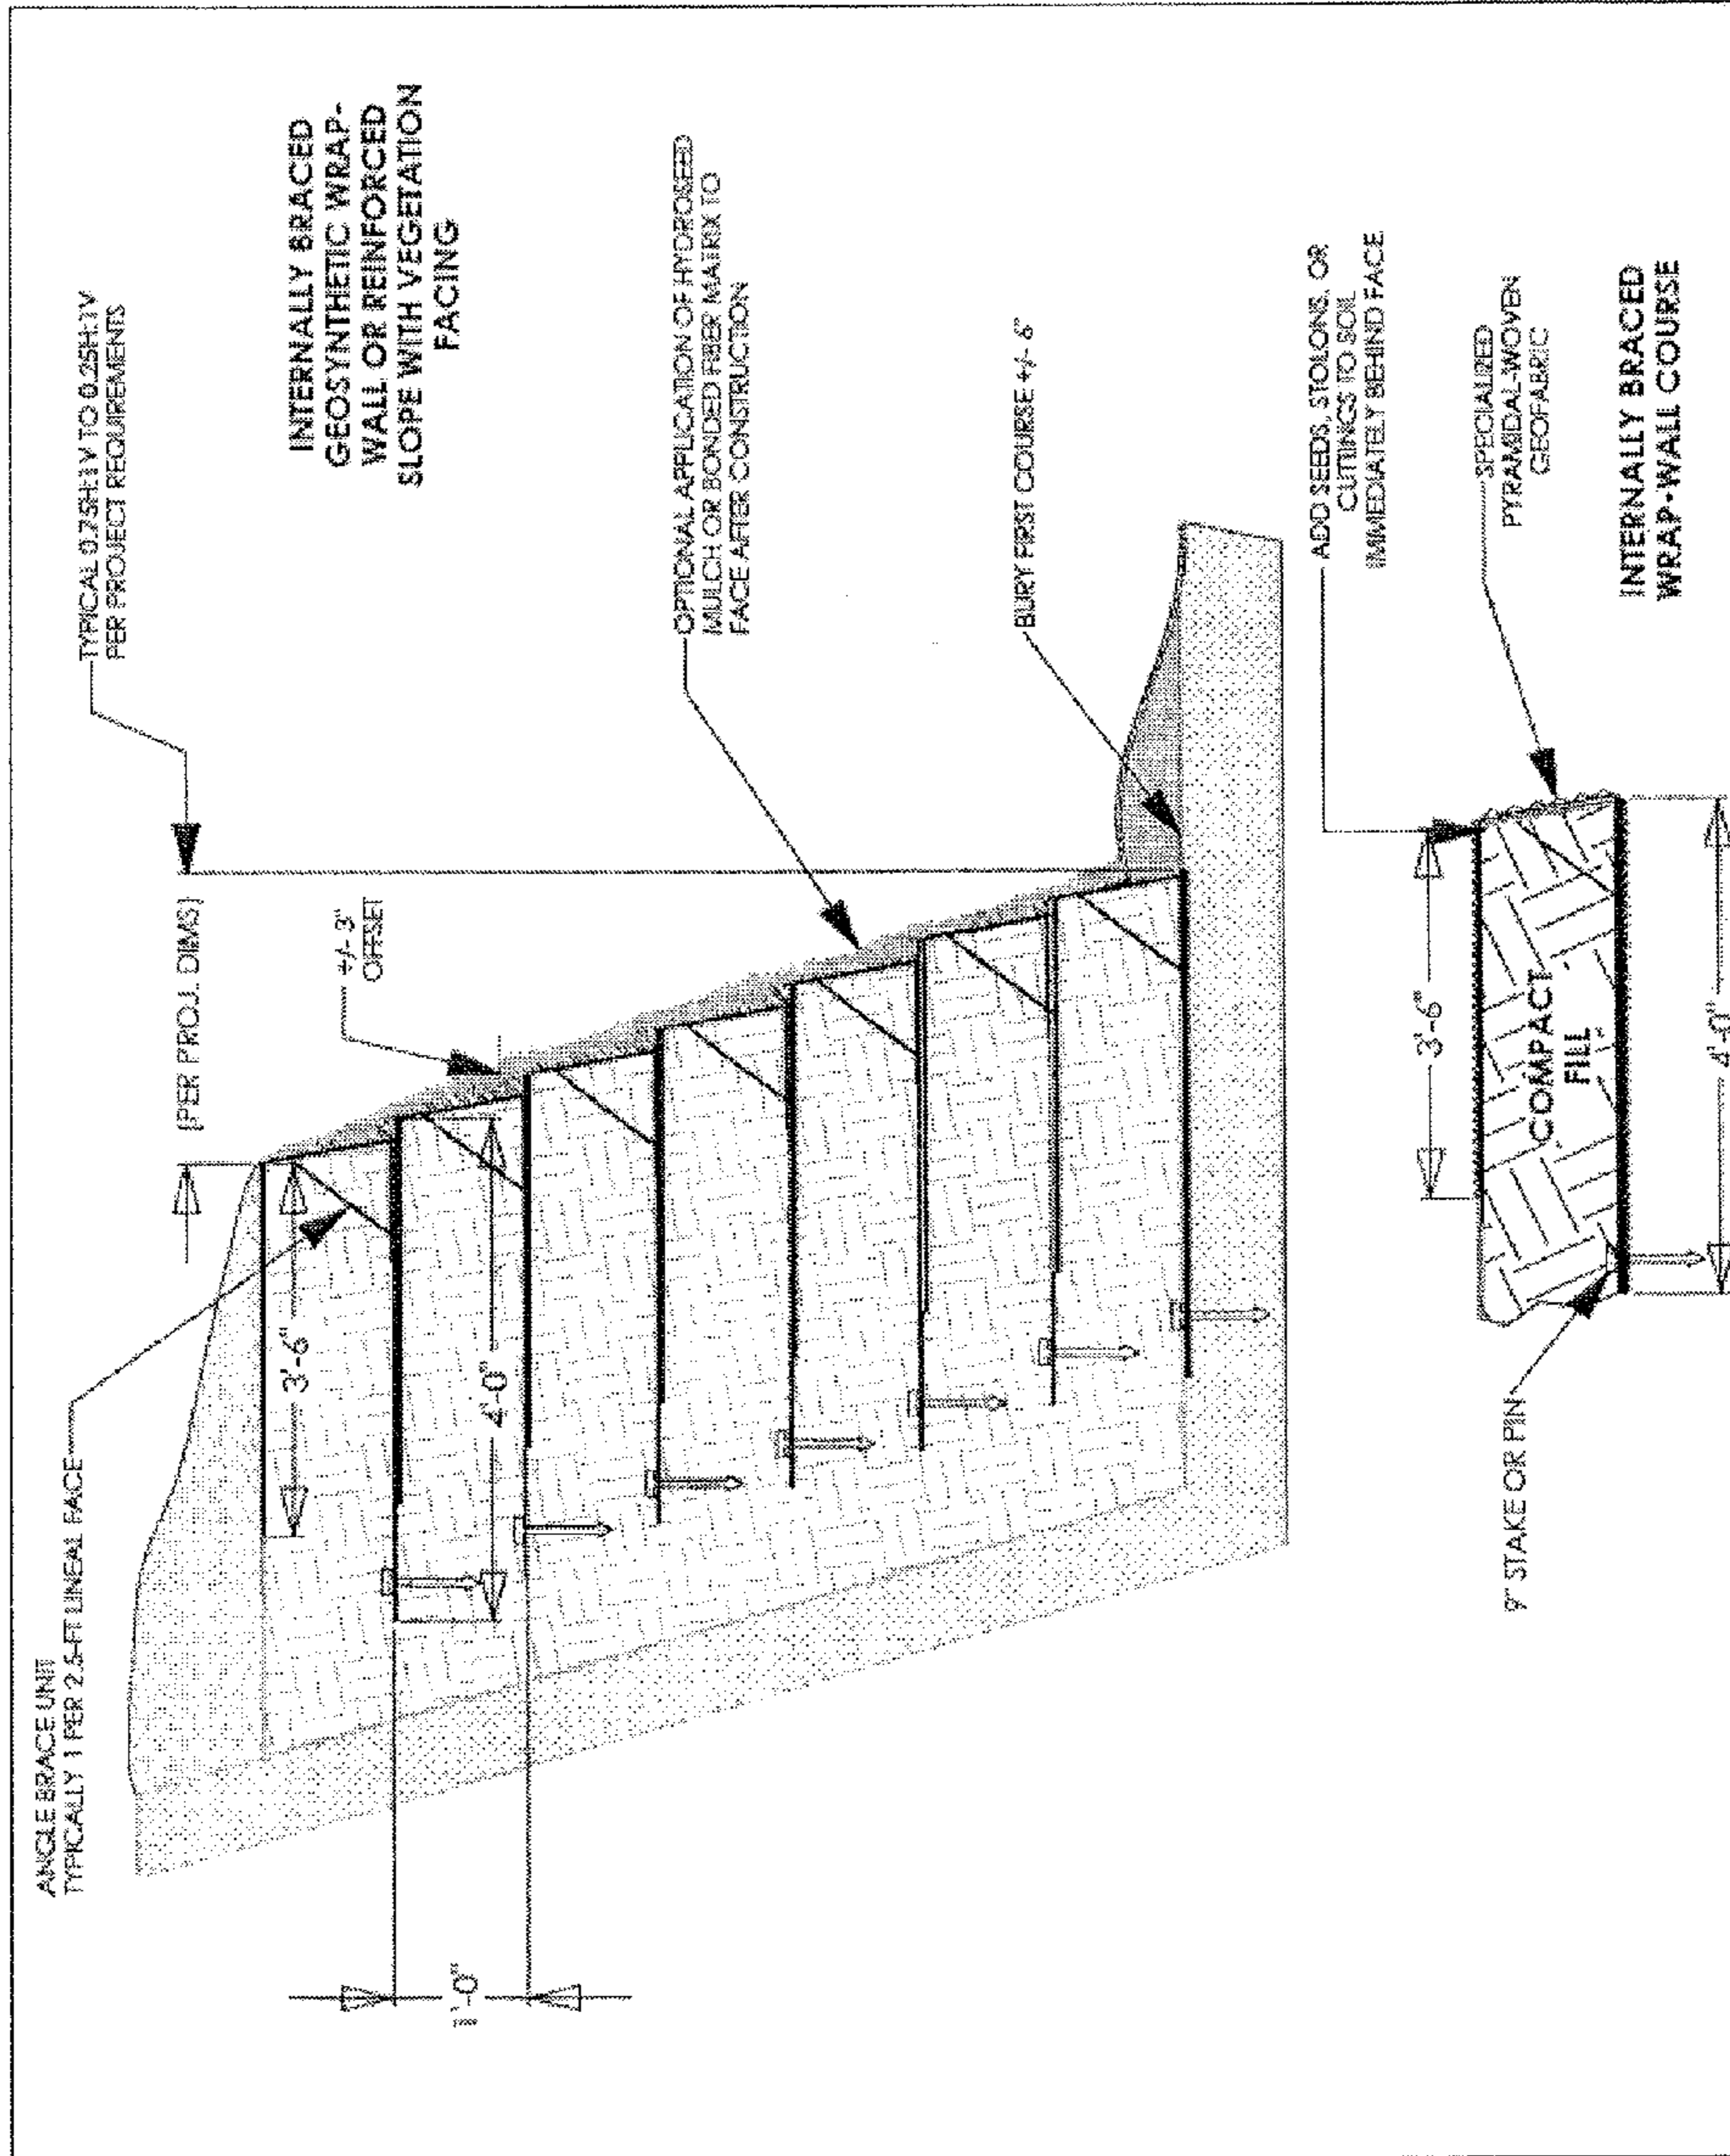 ANGLE BRACE UNIT
TYPICALLY 1 PER 2.5-FT LINEAL FACE
TYPICAL 0.75H:1V TO 0.25H:1V
PER PROJECT REQUIREMENTS
[PER PROJ. DIMS]
+/- 3"
OFFSET
3'-6"
4'-0"
1'-0"
INTERNALLY BRACED
GEOSYNTHETIC WRAP-
WALL OR REINFORCED
SLOPE WITH VEGETATION
FACING
OPTIONAL APPLICATION OF HYDROSEED
MULCH OR BONDED FIBER MATRIX TO
FACE AFTER CONSTRUCTION
BURY FIRST COURSE +/- 6"
ADD SEEDS, STOLONS, OR
CUTTINGS TO SOIL
IMMEDIATELY BEHIND FACE
3'-6"
SPECIALIZED
PYRAMIDAL-WOVEN
GEOFABRIC
COMPACT
FILL
9" STAKE OR PIN
4'-0"
INTERNALLY BRACED
WRAP-WALL COURSE